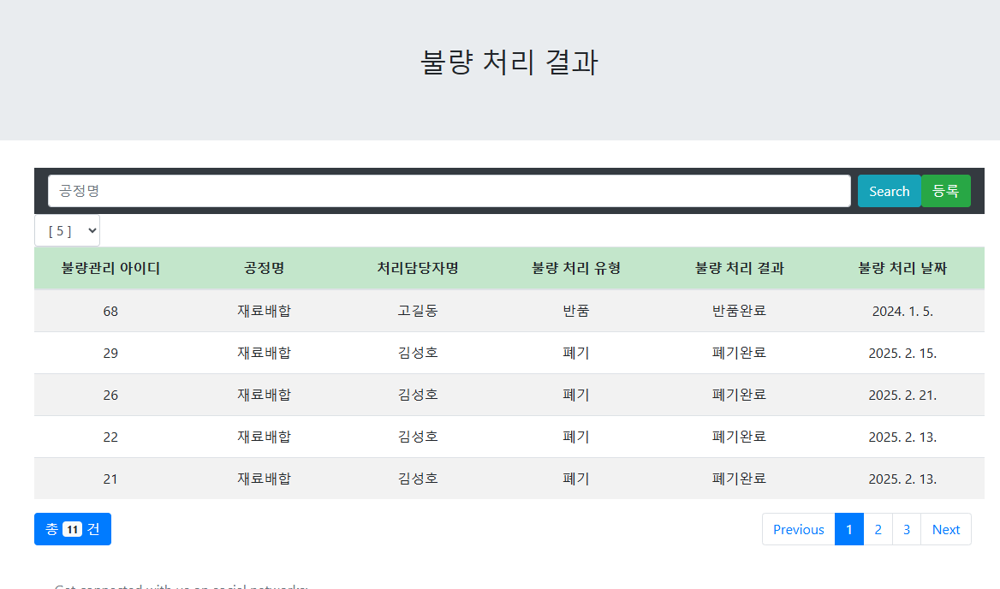 불량 처리 결과
공정명 Search 등록
[ 5 ]
불량관리 아이디 공정명 처리담당자명 불량 처리 유형 불량 처리 결과 불량 처리 날짜
68 재료배합 고길동 반품 반품완료 2024. 1. 5.
29 재료배합 김성호 폐기 폐기완료 2025. 2. 15.
26 재료배합 김성호 폐기 폐기완료 2025. 2. 21.
22 재료배합 김성호 폐기 폐기완료 2025. 2. 13.
21 재료배합 김성호 폐기 폐기완료 2025. 2. 13.
총 11 건 Previous 1 2 3 Next
Get connected with us on social networks: